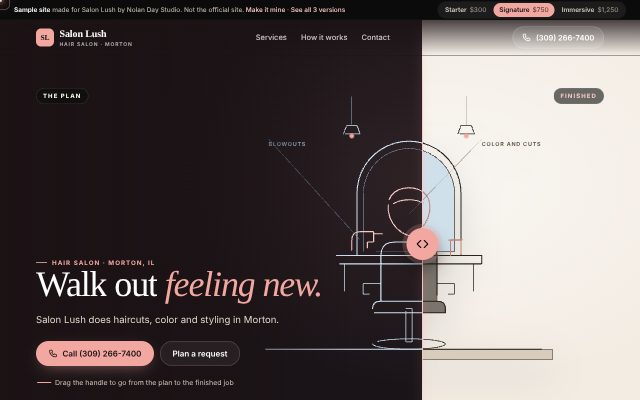 Sample site made for Salon Lush by Nolan Day Studio. Not the official site. Make it mine · See all 3 versions
Starter $300 Signature $750 Immersive $1,250
SL Salon Lush
HAIR SALON · MORTON
Services How it works Contact
(309) 266-7400
THE PLAN
FINISHED
BLOWOUTS
COLOR AND CUTS
HAIR SALON · MORTON, IL
Walk out feeling new.
Salon Lush does haircuts, color and styling in Morton.
Call (309) 266-7400 Plan a request
Drag the handle to go from the plan to the finished job